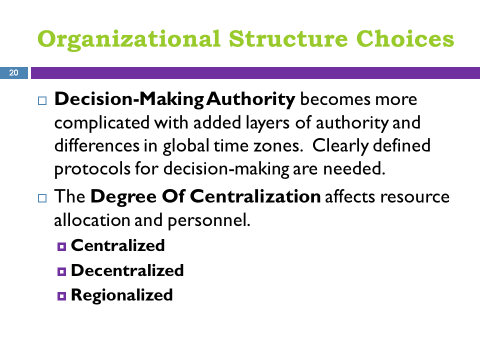 Organizational Structure Choices
20
Decision-Making Authority becomes more
complicated with added layers of authority and
differences in global time zones. Clearly defined
protocols for decision-making are needed.
The Degree Of Centralization affects resource
allocation and personnel.
Centralized
Decentralized
Regionalized